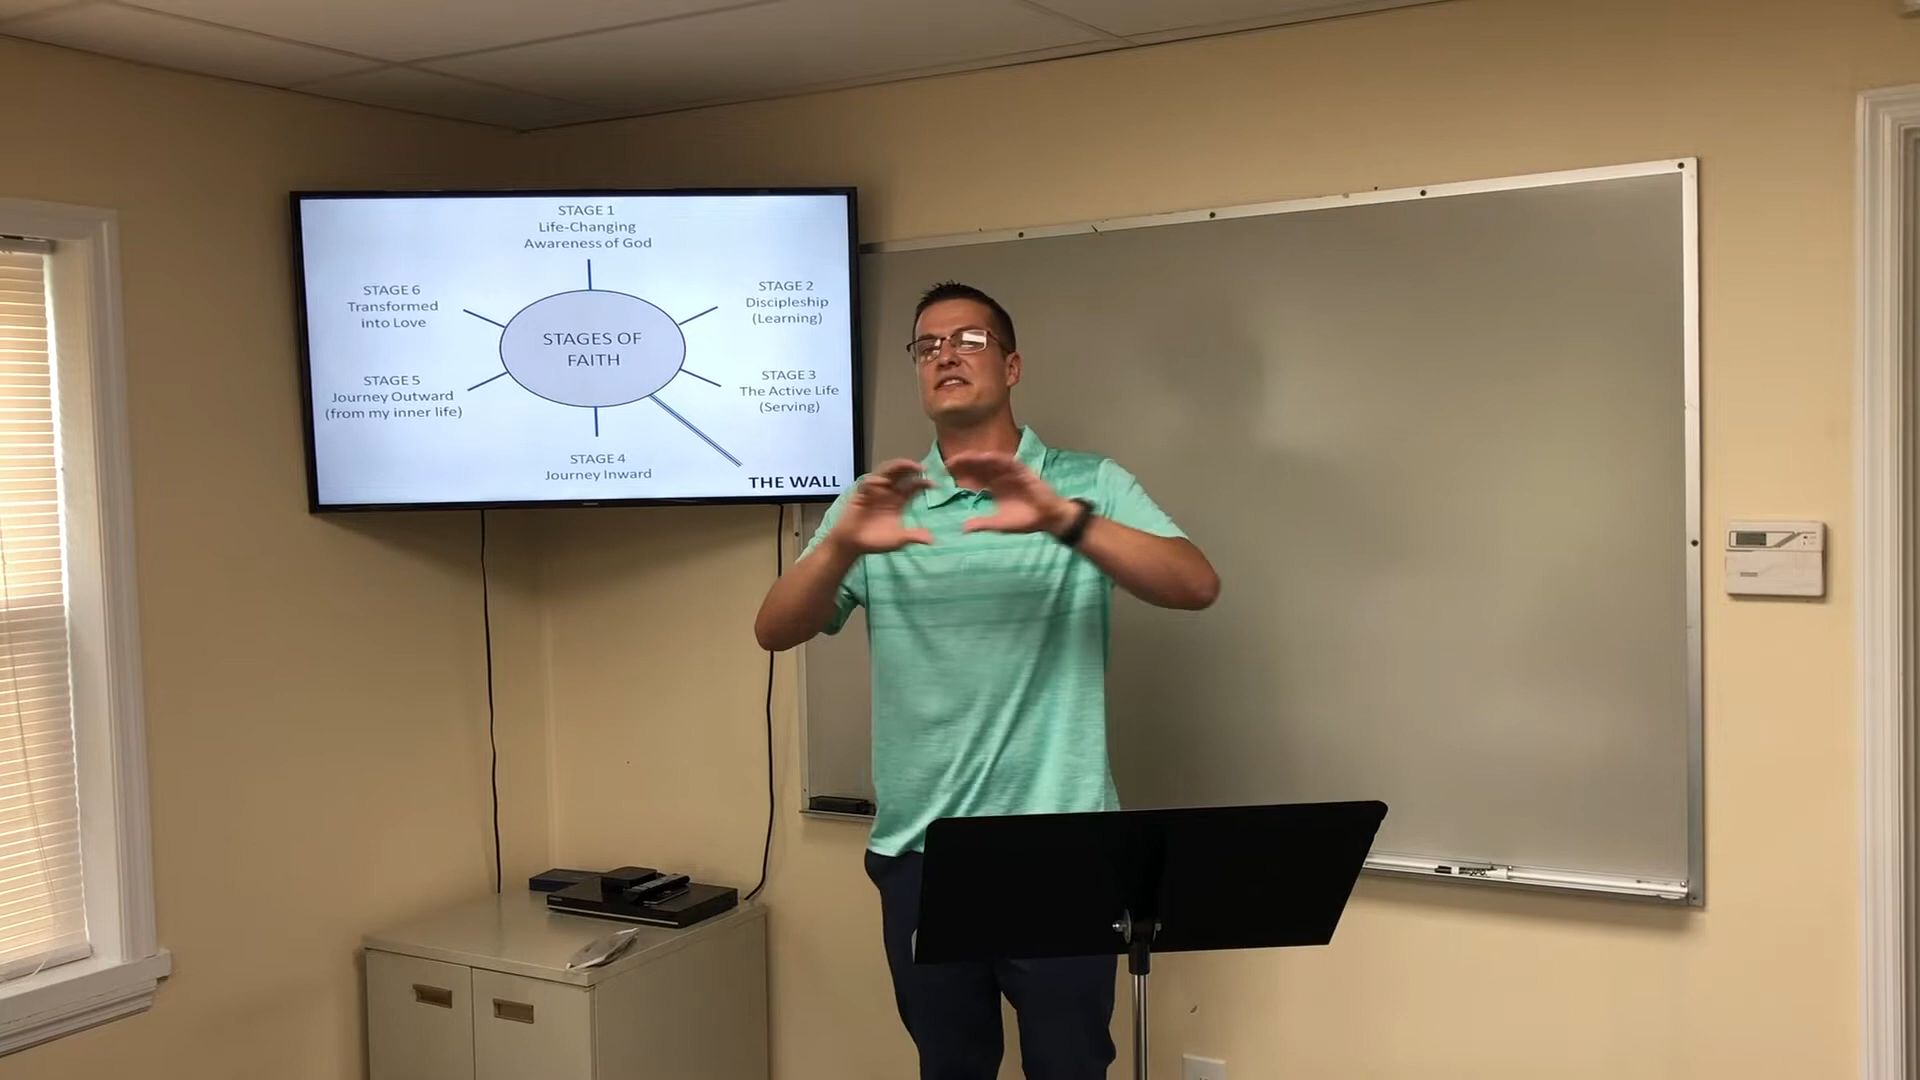 STAGE 1
Life-Changing
Awareness of God
STAGE 2
Discipleship
(Learning)
STAGE 3
The Active Life
(Serving)
THE WALL
STAGE 4
Journey Inward
STAGE 5
Journey Outward
(from my inner life)
STAGE 6
Transformed
into Love
STAGES OF
FAITH